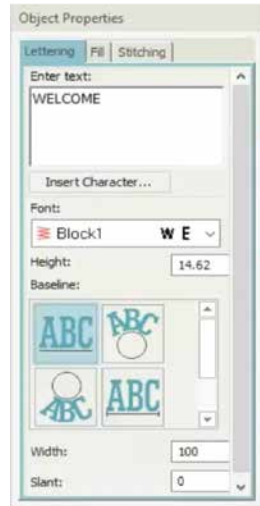 Object Properties
Lettering Fill Stitching
Enter text:
WELCOME
Insert Character...
Font:
Block1 W E
Height: 14.62
Baseline:
ABC ABC
ABC ABC
Width: 100
Slant: 0